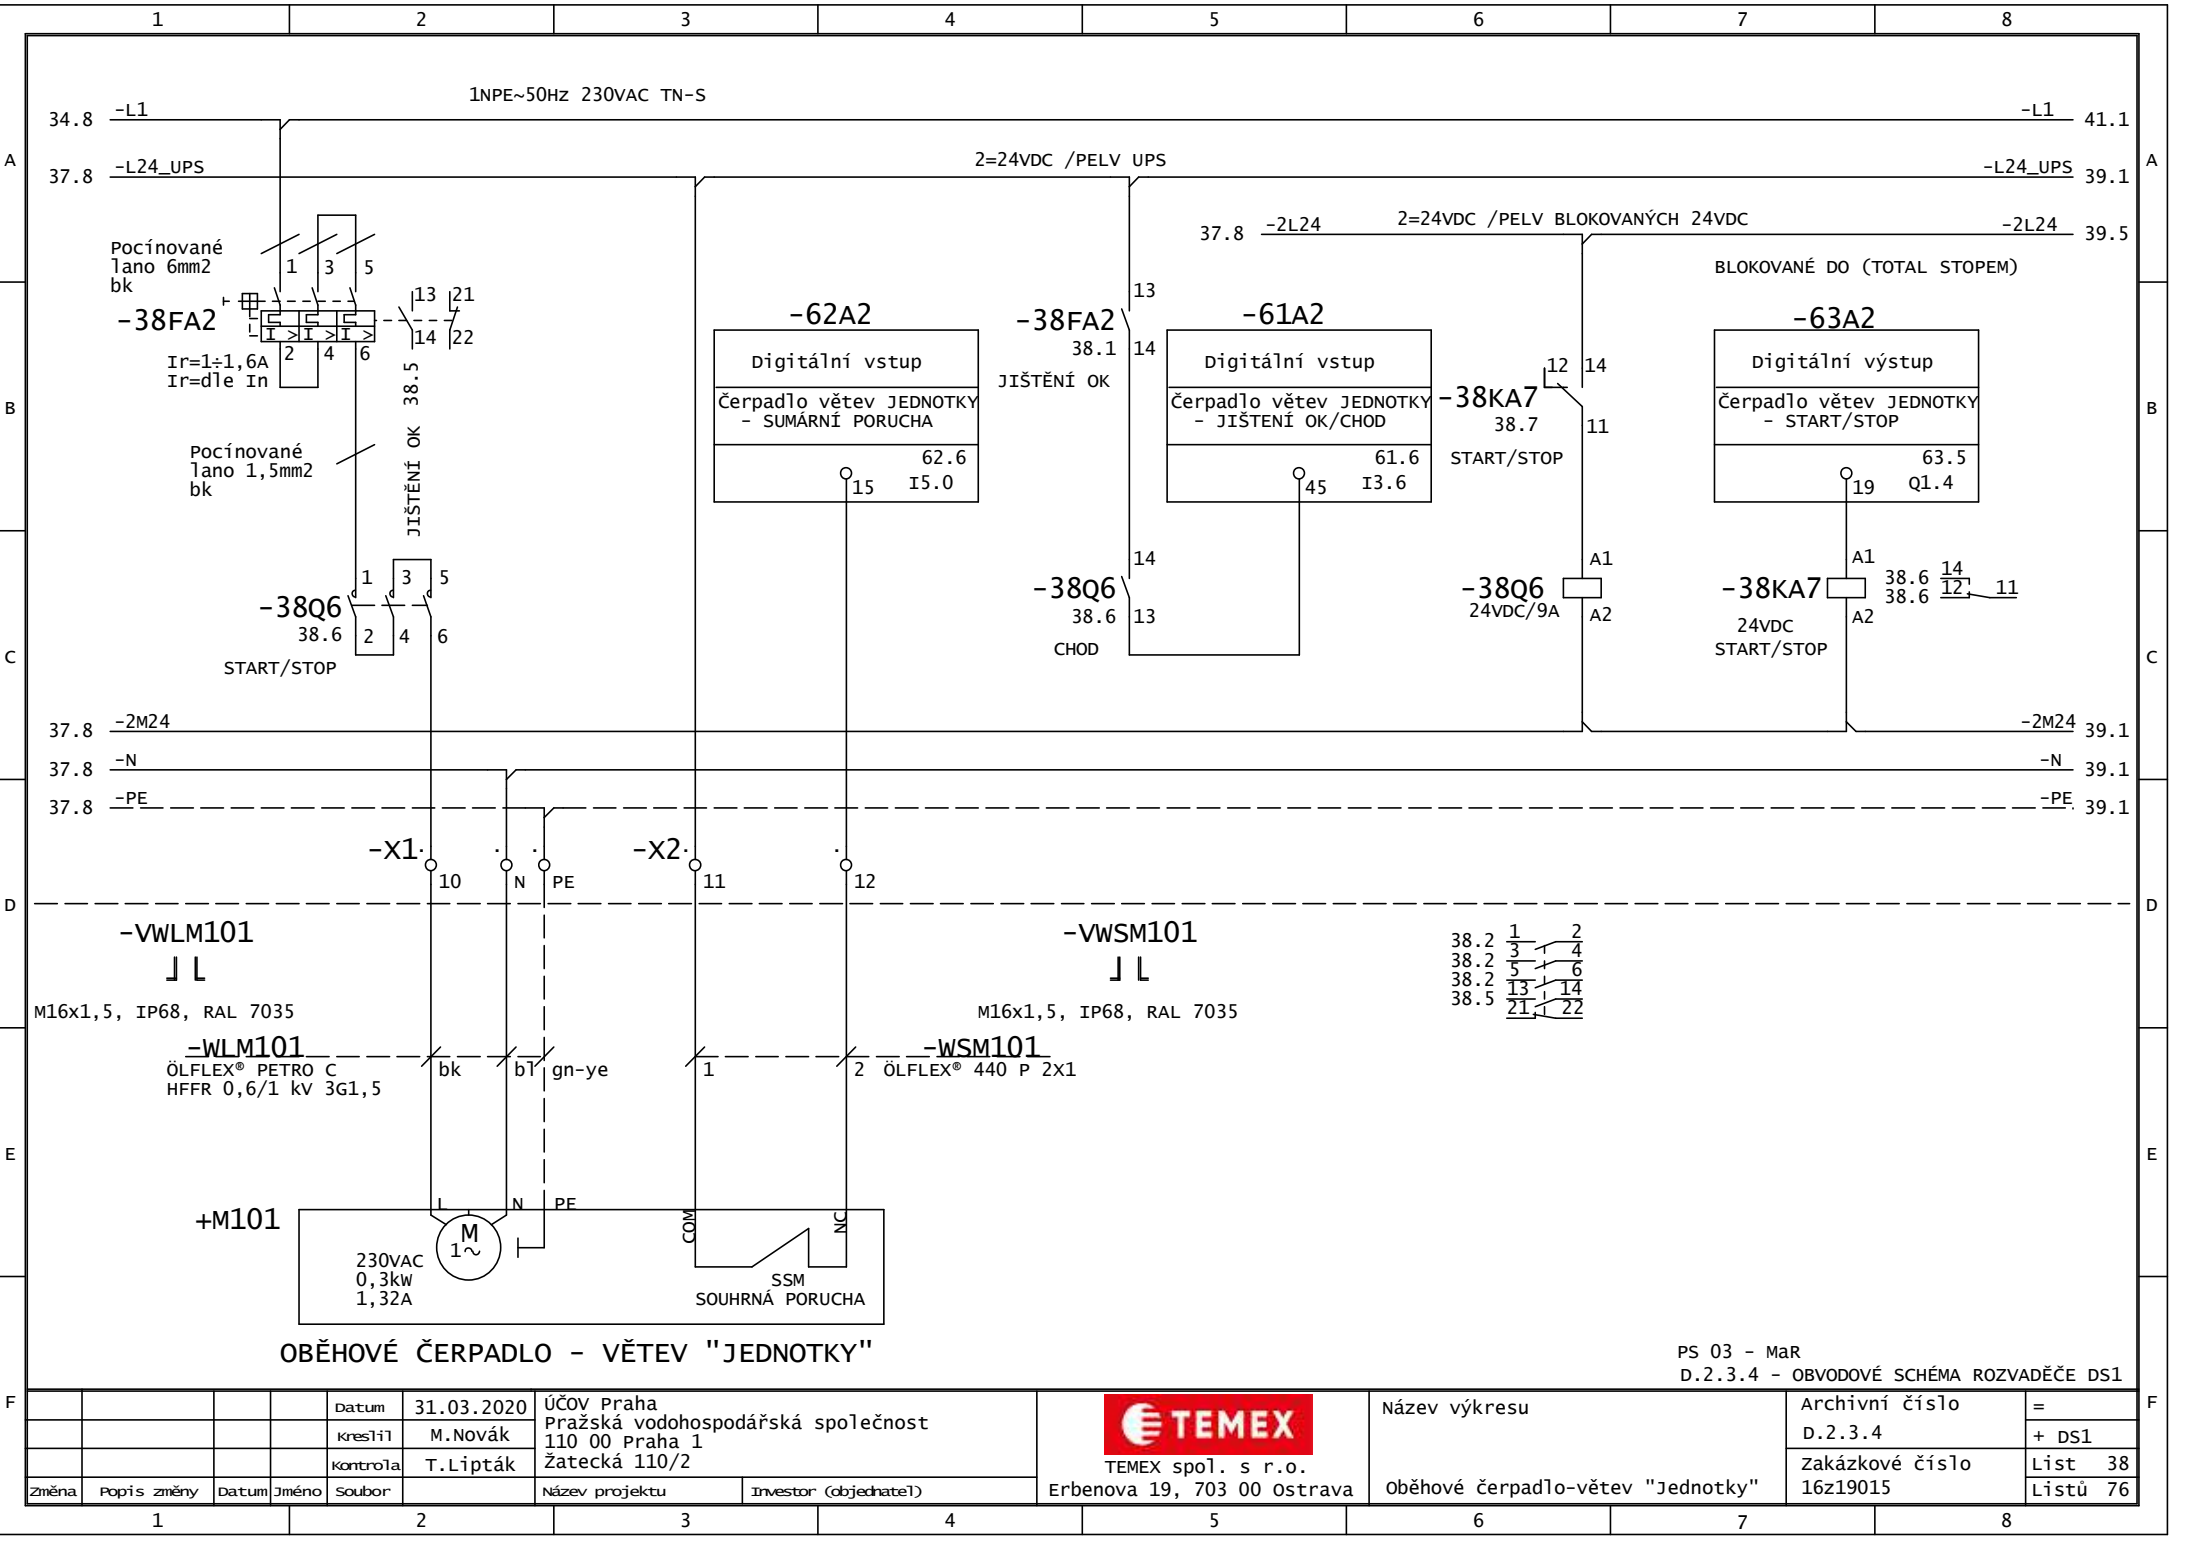 1 2 3 4 5 6 7 8
1NPE~50Hz 230VAC TN-S
34.8 -L1
-L1 41.1
A
A
2=24VDC /PELV UPS
37.8 -L24_UPS
-L24_UPS 39.1
2=24VDC /PELV BLOKOVANÝCH 24VDC
37.8 -2L24
-2L24 39.5
BLOKOVANÉ DO (TOTAL STOPEM)
Pocínované
lano 6mm2
bk
1 3 5
13 21
-38FA2
I > I > I >
14 22
2 4 6
Ir=1÷1,6A
Ir=dle In
JIŠTĚNÍ OK 38.5
Pocínované
lano 1,5mm2
bk
B
B
-62A2
Digitální vstup
Čerpadlo větev JEDNOTKY
- SUMÁRNÍ PORUCHA
62.6
15 I5.0
13
-38FA2
38.1 14
JIŠTĚNÍ OK
-61A2
Digitální vstup
Čerpadlo větev JEDNOTKY
- JIŠTENÍ OK/CHOD
61.6
45 I3.6
12 14
-38KA7
38.7 11
START/STOP
-63A2
Digitální výstup
Čerpadlo větev JEDNOTKY
- START/STOP
63.5
19 Q1.4
1 3 5
-38Q6
38.6 2 4 6
START/STOP
14
-38Q6
38.6 13
CHOD
A1
-38Q6
24VDC/9A A2
A1
-38KA7
A2
24VDC
START/STOP
38.6 14
38.6 12 11
C
C
37.8 -2M24
-2M24 39.1
37.8 -N
-N 39.1
37.8 -PE
-PE 39.1
-X1
10 N PE
-X2
11 12
D
D
-VWLM101
M16x1,5, IP68, RAL 7035
-VWSM101
M16x1,5, IP68, RAL 7035
38.2 1 2
38.2 3 4
38.2 5 6
38.5 13 14
21 22
-WLM101
ÖLFLEX® PETRO C
HFFR 0,6/1 kV 3G1,5
bk bl gn-ye
1 2
-WSM101
ÖLFLEX® 440 P 2X1
E
E
+M101
L N PE
M
1~
230VAC
0,3kW
1,32A
COM
NC
SSM
SOUHRNÁ PORUCHA
OBĚHOVÉ ČERPADLO - VĚTEV "JEDNOTKY"
PS 03 - MaR
D.2.3.4 - OBVODOVÉ SCHÉMA ROZVADĚČE DS1
F
F
Datum 31.03.2020
Kreslil M.Novák
Kontrola T.Lipták
Změna Popis změny Datum Jméno Soubor
ÚČOV Praha
Pražská vodohospodářská společnost
110 00 Praha 1
Žatecká 110/2
Název projektu Investor (objednatel)
TEMEX
TEMEX spol. s r.o.
Erbenova 19, 703 00 Ostrava
Název výkresu
Oběhové čerpadlo-větev "Jednotky"
Archivní číslo
D.2.3.4
Zakázkové číslo
16z19015
=
+ DS1
List 38
Listů 76
1 2 3 4 5 6 7 8